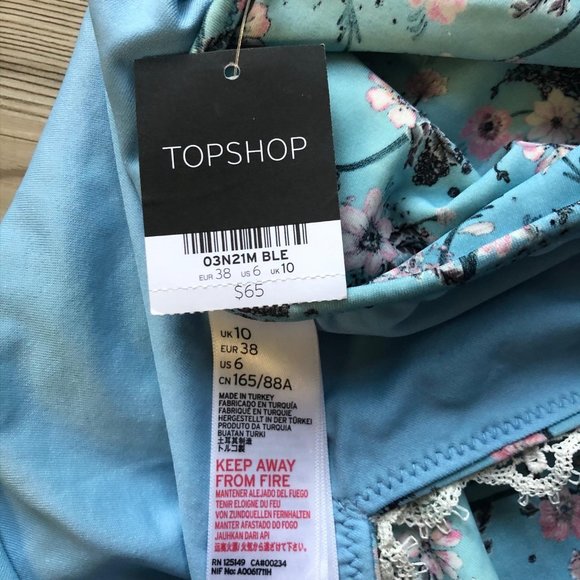 TOPSHOP
03N21M BLE
EUR 38 US 6 UK 10
$65
UK 10
EUR 38
US 6
CN 165/88A
MADE IN TURKEY
FABRICADO EN TURQUÍA
FABRIQUÉ EN TURQUIE
HERGESTELLT IN DER TÜRKEI
PRODUTO DA TURQUIA
BUATAN TURKI
土耳其制造
トルコ製
KEEP AWAY
FROM FIRE
MANTENER ALEJADO DEL FUEGO
TENIR ELOIGNE DU FEU
VON ZUNDQUELLEN FERNHALTEN
MANTER AFASTADO DO FOGO
JAUHKAN DARI API
RN 125149 CA#00234
NIF No: A0061711H